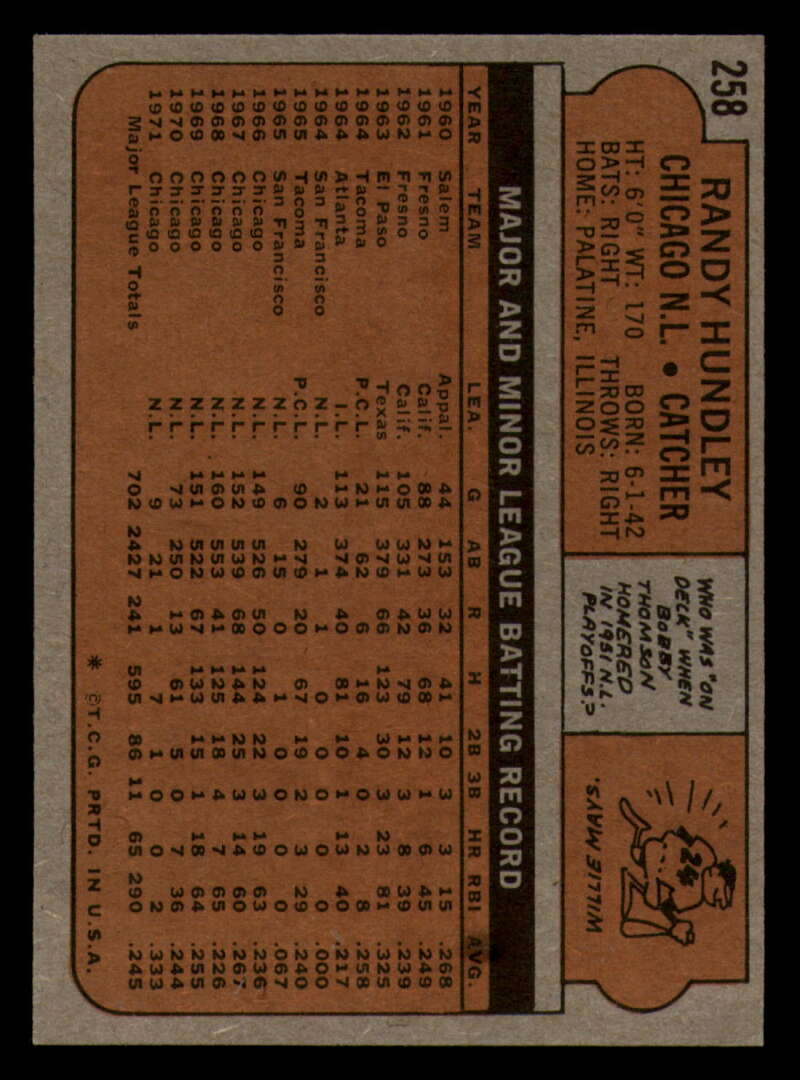 258
RANDY HUNDLEY
CHICAGO N.L. • CATCHER
HT: 6'0" WT: 170 BORN: 6-1-42
BATS: RIGHT THROWS: RIGHT
HOME: PALATINE, ILLINOIS
WHO WAS "ON
DECK" WHEN
BOBBY
THOMSON
HOMERED
IN 1951 N.L.
PLAYOFFS?
24
WILLIE MAYS.
MAJOR AND MINOR LEAGUE BATTING RECORD
YEAR TEAM LEA. G AB R H 2B 3B HR RBI AVG.
1960 Salem Appal. 44 153 32 41 10 3 3 15 .268
1961 Fresno Calif. 88 273 36 68 12 1 6 45 .249
1962 Fresno Calif. 105 331 42 79 12 3 8 39 .239
1963 El Paso Texas 115 379 66 123 30 3 23 81 .325
1964 Tacoma P.C.L. 21 62 6 16 4 0 2 8 .258
1964 Atlanta I.L. 113 374 40 81 10 1 13 40 .217
1964 San Francisco N.L. 2 1 1 0 0 0 0 0 .000
1965 Tacoma P.C.L. 90 279 20 67 19 2 3 29 .240
1965 San Francisco N.L. 6 15 0 1 0 0 0 0 .067
1966 Chicago N.L. 149 526 50 124 22 3 19 63 .236
1967 Chicago N.L. 152 539 68 144 25 3 14 60 .267
1968 Chicago N.L. 160 553 41 125 18 4 7 65 .226
1969 Chicago N.L. 151 522 67 133 15 1 18 64 .255
1970 Chicago N.L. 73 250 13 61 5 0 7 36 .244
1971 Chicago N.L. 9 21 1 7 1 0 0 2 .333
Major League Totals 702 2427 241 595 86 11 65 290 .245
* ©T.C.G. PRTD. IN U.S.A.